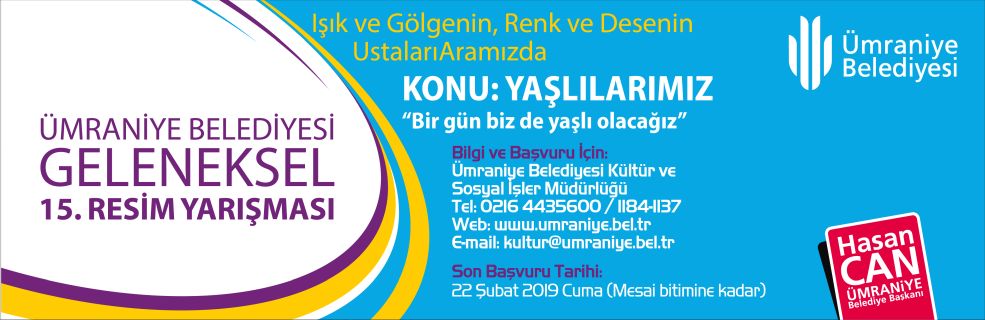 Işık ve Gölgenin, Renk ve Desenin
UstalarıAramızda
Ümraniye
Belediyesi
KONU: YAŞLILARIMIZ
“Bir gün biz de yaşlı olacağız”
ÜMRANİYE BELEDİYESİ
GELENEKSEL
15. RESİM YARIŞMASI
Bilgi ve Başvuru İçin:
Ümraniye Belediyesi Kültür ve
Sosyal İşler Müdürlüğü
Tel: 0216 4435600 / 1184-1137
Web: www.umraniye.bel.tr
E-mail: kultur@umraniye.bel.tr
Son Başvuru Tarihi:
22 Şubat 2019 Cuma (Mesai bitimine kadar)
Hasan
CAN
ÜMRANİYE
Belediye Başkanı